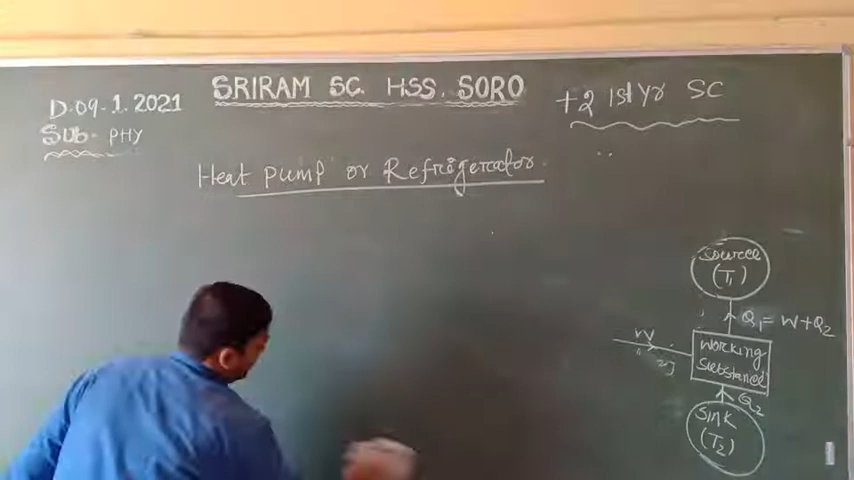 SRIRAM SC. HSS. SORO
+2 1st Yr SC
D.09.1.2021
Sub- PHY
Heat pump or Refrigerator
Source
(T1)
Q1= W+Q2
W
Working
Substance
Q2
Sink
(T2)